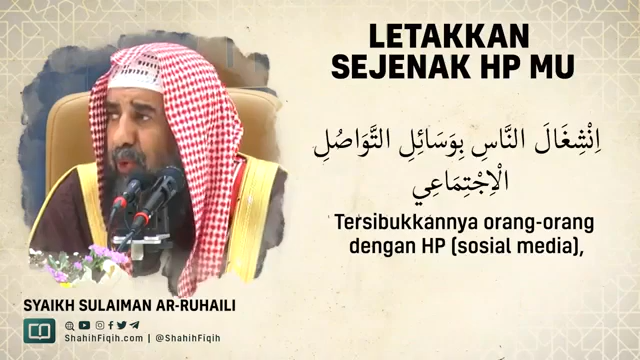 LETAKKAN
SEJENAK HP MU
اِنْشِغَالَ النَّاسِ بِوَسَائِلِ التَّوَاصُلِ
الْاِجْتِمَاعِي
Tersibukkannya orang-orang
dengan HP (sosial media),
SYAIKH SULAIMAN AR-RUHAILI
ShahihFiqih.com | @ShahihFiqih